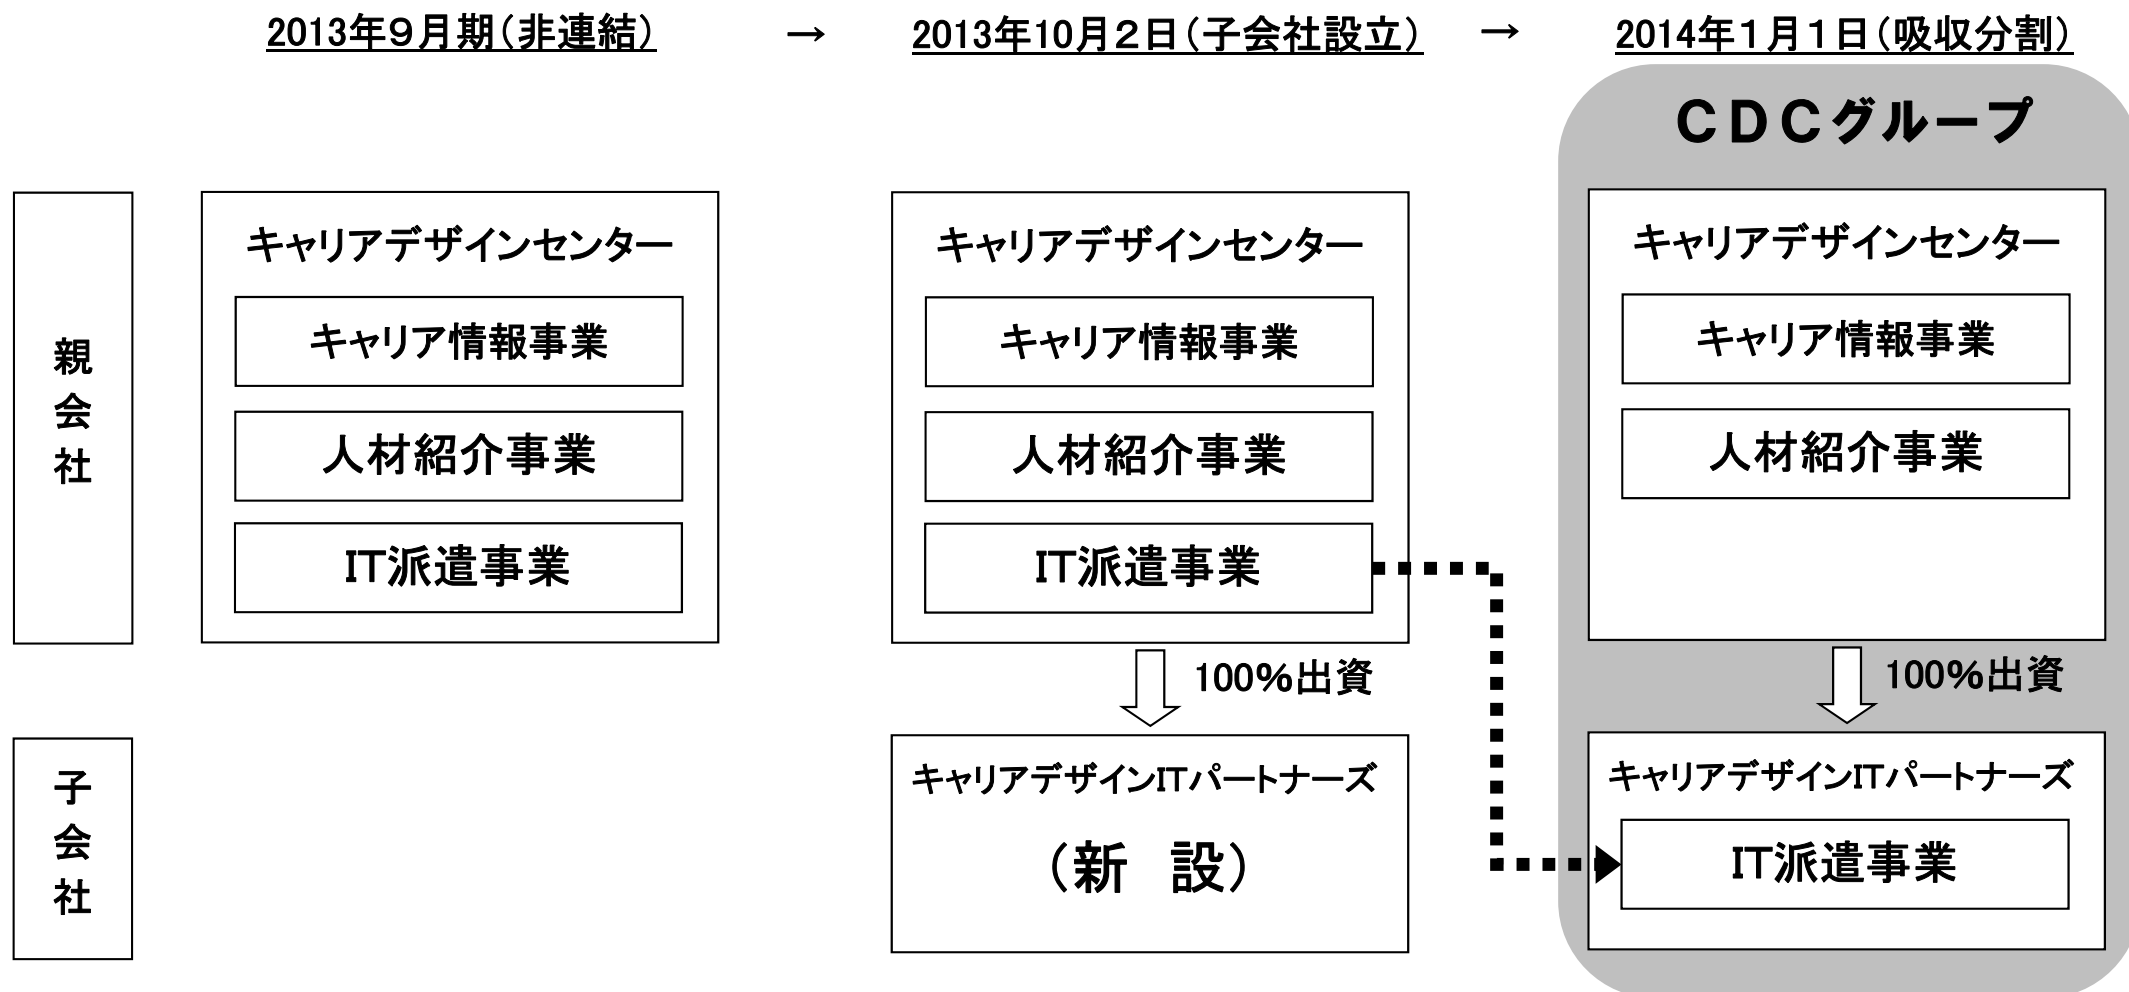 2013年９月期（非連結）
→
2013年10月２日（子会社設立）
→
2014年１月１日（吸収分割）
ＣＤＣグループ
親会社
キャリアデザインセンター
キャリア情報事業
人材紹介事業
IT派遣事業
キャリアデザインセンター
キャリア情報事業
人材紹介事業
IT派遣事業
キャリアデザインセンター
キャリア情報事業
人材紹介事業
100%出資
100%出資
子会社
キャリアデザインITパートナーズ
（新　設）
キャリアデザインITパートナーズ
IT派遣事業